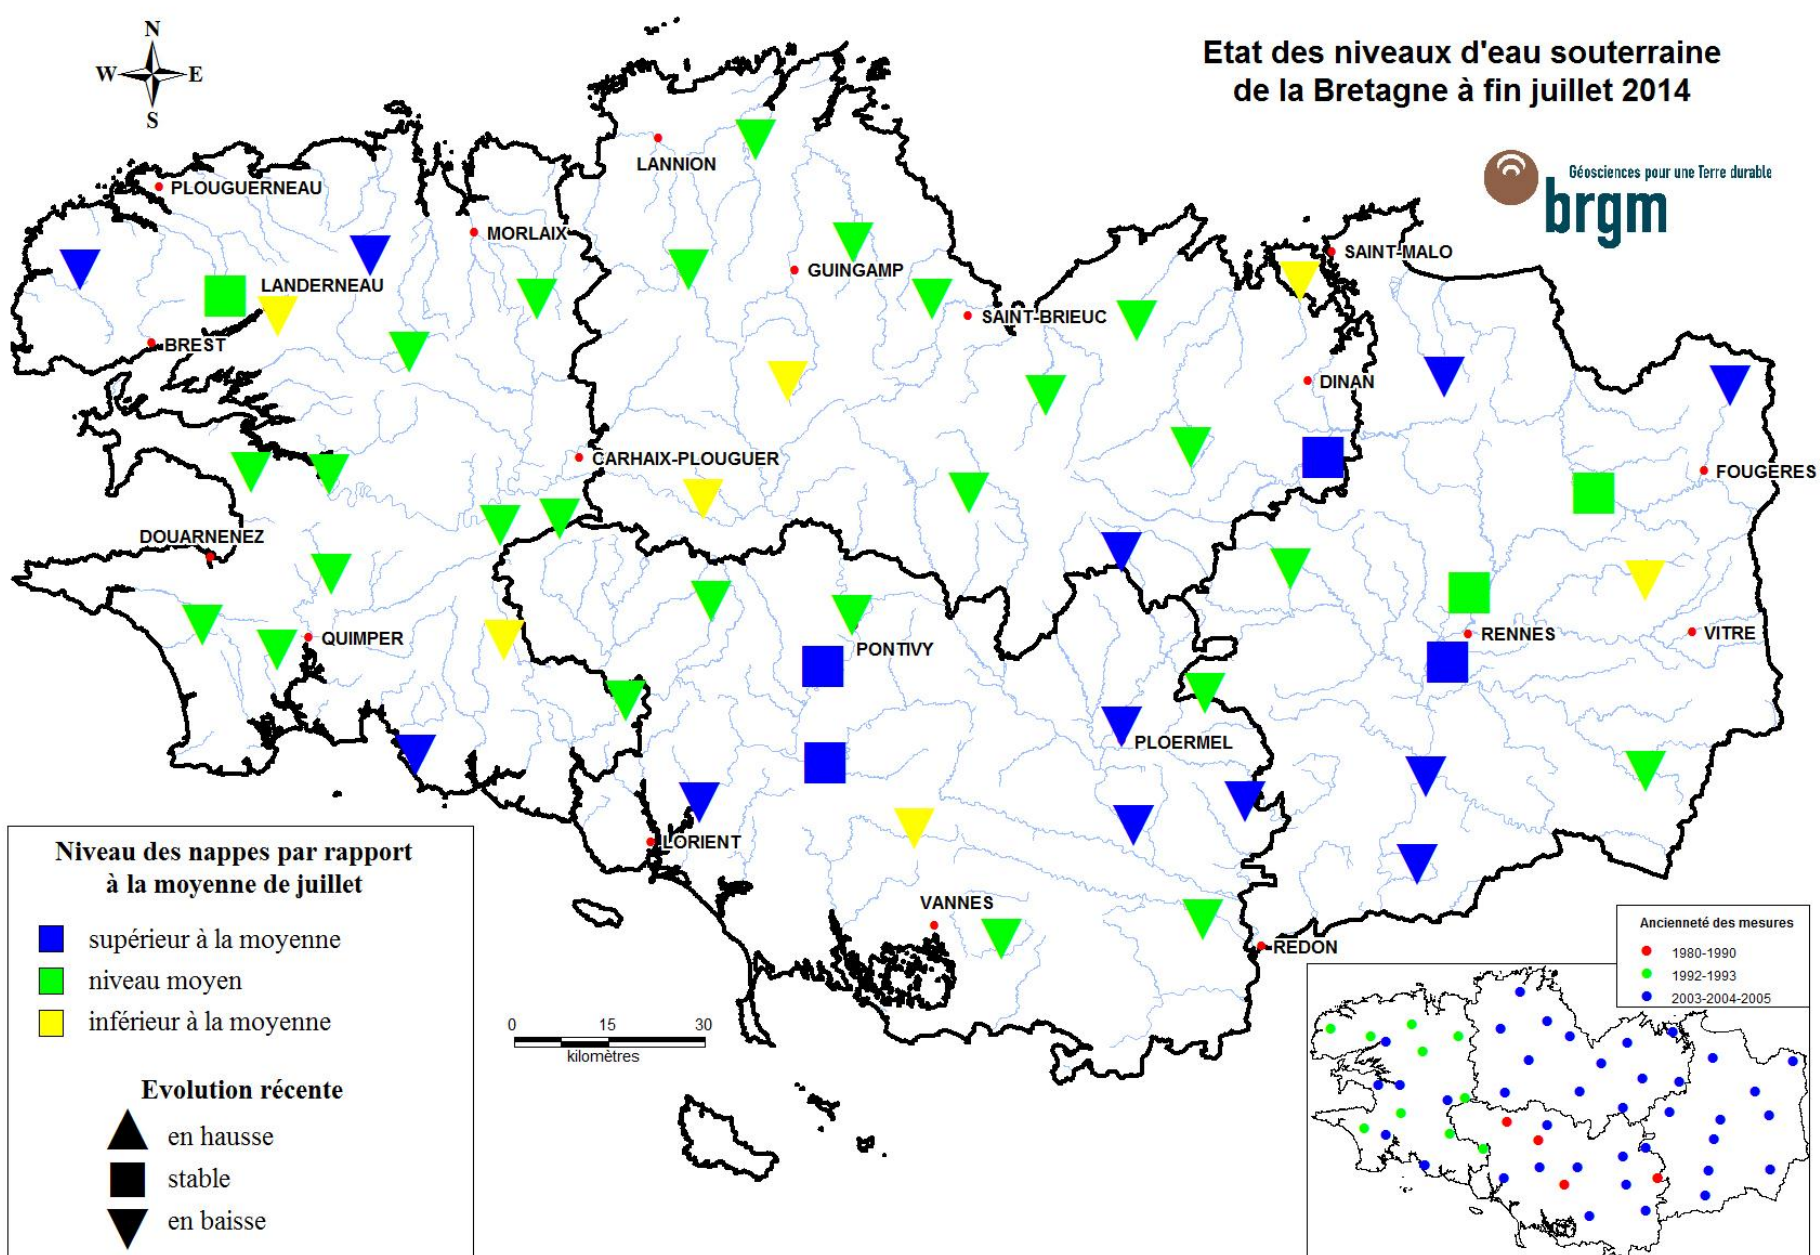 Etat des niveaux d'eau souterraine
de la Bretagne à fin juillet 2014
N
W E
S
Géosciences pour une Terre durable
brgm
LANNION
PLOUGUERNEAU
MORLAIX
SAINT-MALO
GUINGAMP
LANDERNEAU
SAINT-BRIEUC
BREST
DINAN
CARHAIX-PLOUGUER
FOUGERES
DOUARNENEZ
QUIMPER
RENNES
VITRE
PONTIVY
PLOERMEL
LORIENT
VANNES
REDON
Niveau des nappes par rapport
à la moyenne de juillet
supérieur à la moyenne
niveau moyen
inférieur à la moyenne
Evolution récente
en hausse
stable
en baisse
0 15 30
kilomètres
Ancienneté des mesures
1980-1990
1992-1993
2003-2004-2005